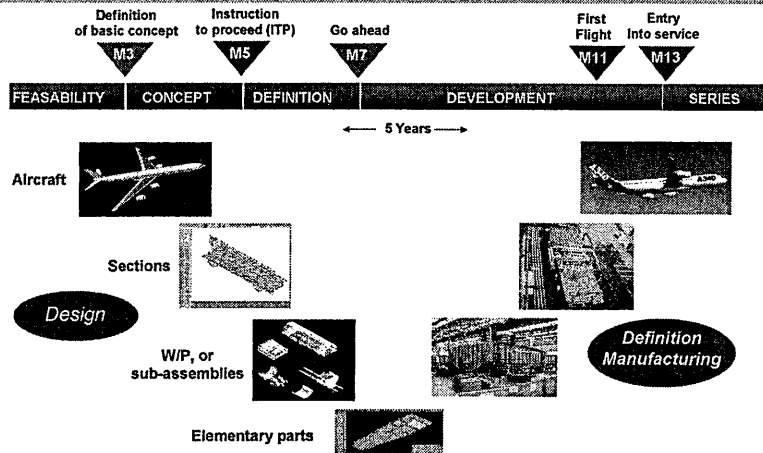 Definition
of basic concept
Instruction
to proceed (ITP)
Go ahead
First
Flight
Entry
Into service
M3
M5
M7
M11
M13
FEASABILITY
CONCEPT
DEFINITION
DEVELOPMENT
SERIES
5 Years
Aircraft
A340
Sections
Design
W/P, or
sub-assemblies
Definition
Manufacturing
Elementary parts